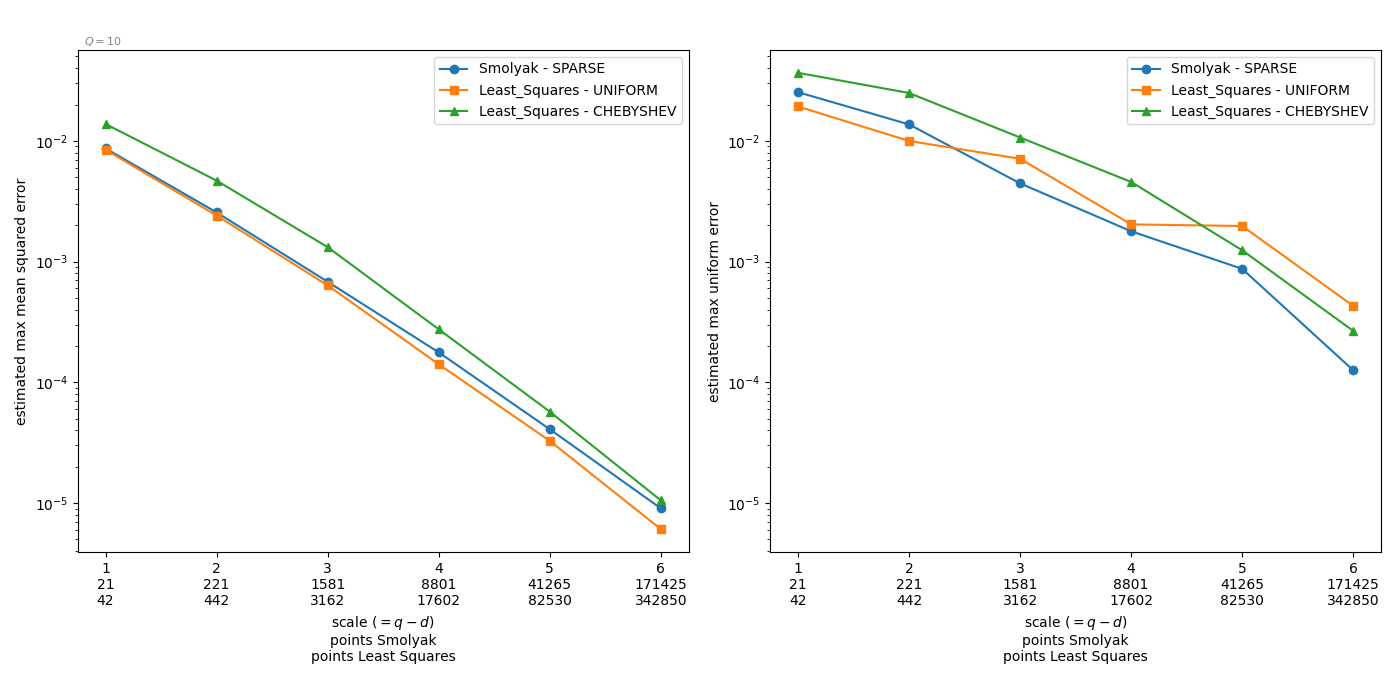 Q = 10
Smolyak - SPARSE
Least_Squares - UNIFORM
Least_Squares - CHEBYSHEV
estimated max mean squared error
10⁻²
10⁻³
10⁻⁴
10⁻⁵
1 2 3 4 5 6
21 221 1581 8801 41265 171425
42 442 3162 17602 82530 342850
scale (= q − d)
points Smolyak
points Least Squares
Smolyak - SPARSE
Least_Squares - UNIFORM
Least_Squares - CHEBYSHEV
estimated max uniform error
10⁻²
10⁻³
10⁻⁴
10⁻⁵
1 2 3 4 5 6
21 221 1581 8801 41265 171425
42 442 3162 17602 82530 342850
scale (= q − d)
points Smolyak
points Least Squares